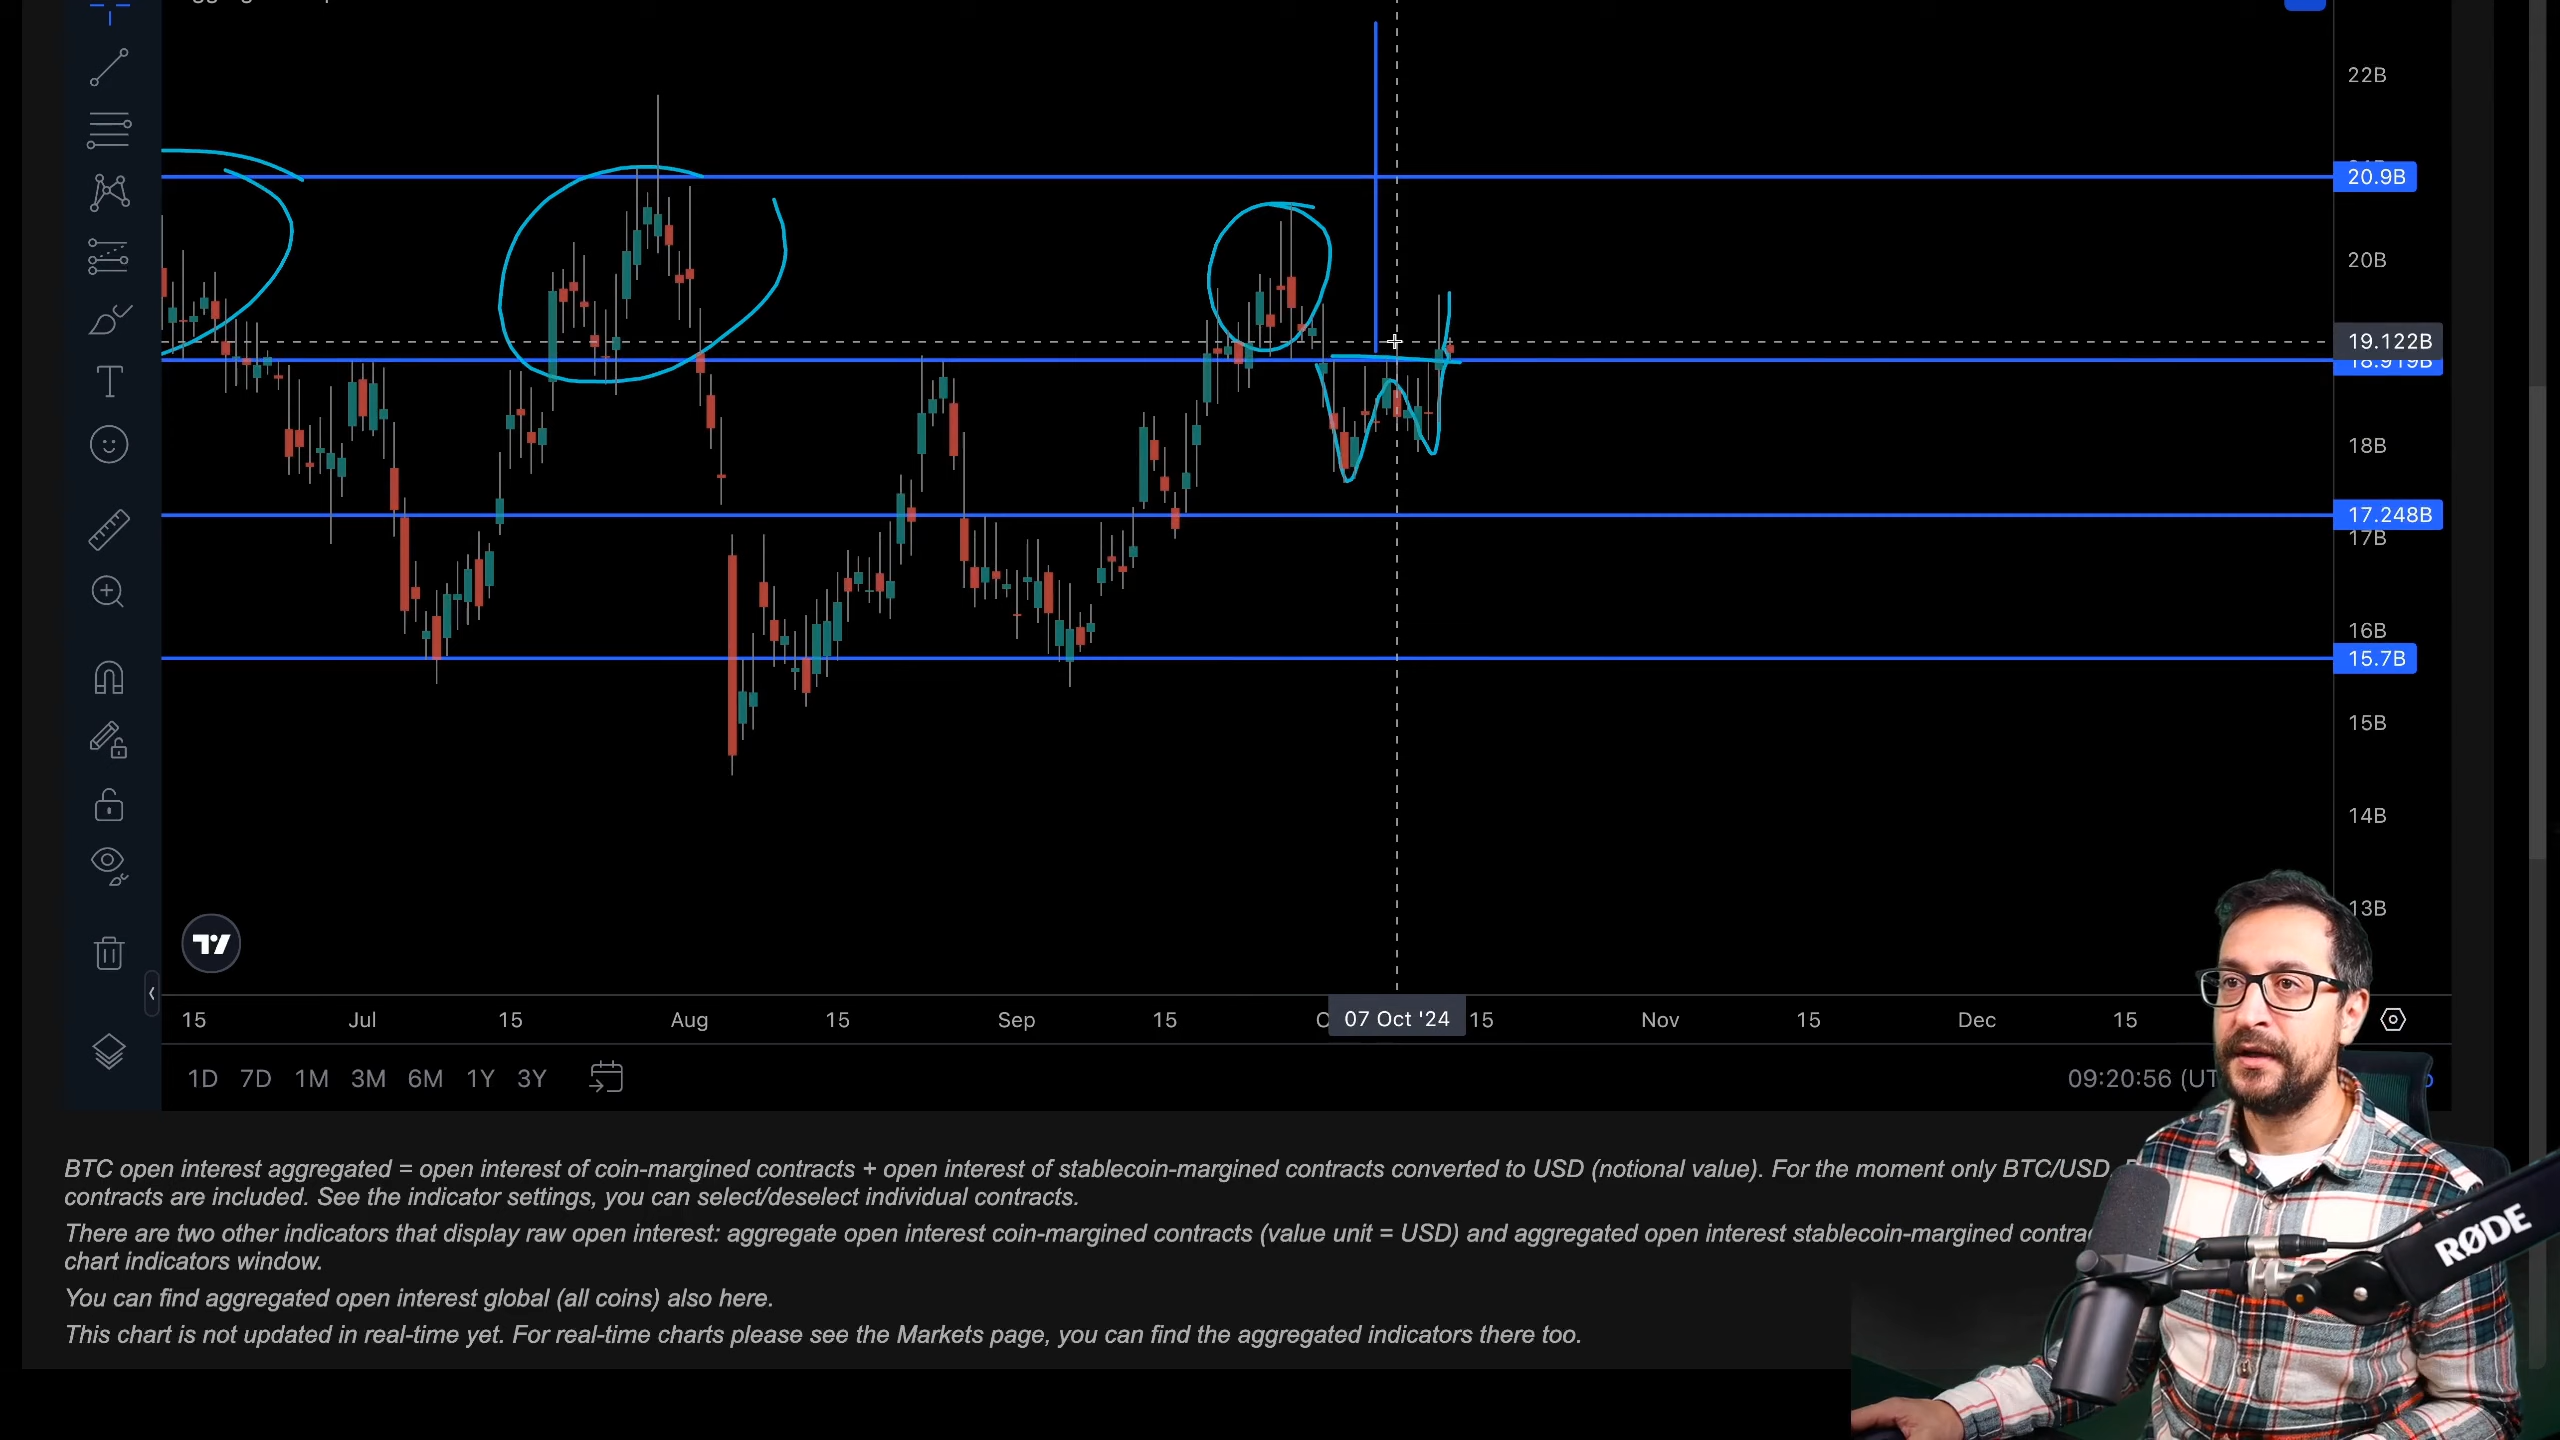 22B
20.9B
20B
19.122B
18.919B
18B
17.248B
17B
16B
15.7B
15B
14B
13B
15 Jul 15 Aug 15 Sep 15 07 Oct '24 15 Nov 15 Dec 15
1D 7D 1M 3M 6M 1Y 3Y 09:20:56 (UT
BTC open interest aggregated = open interest of coin-margined contracts + open interest of stablecoin-margined contracts converted to USD (notional value). For the moment only BTC/USD,
contracts are included. See the indicator settings, you can select/deselect individual contracts.
There are two other indicators that display raw open interest: aggregate open interest coin-margined contracts (value unit = USD) and aggregated open interest stablecoin-margined contrac
chart indicators window.
You can find aggregated open interest global (all coins) also here.
This chart is not updated in real-time yet. For real-time charts please see the Markets page, you can find the aggregated indicators there too.
RØDE